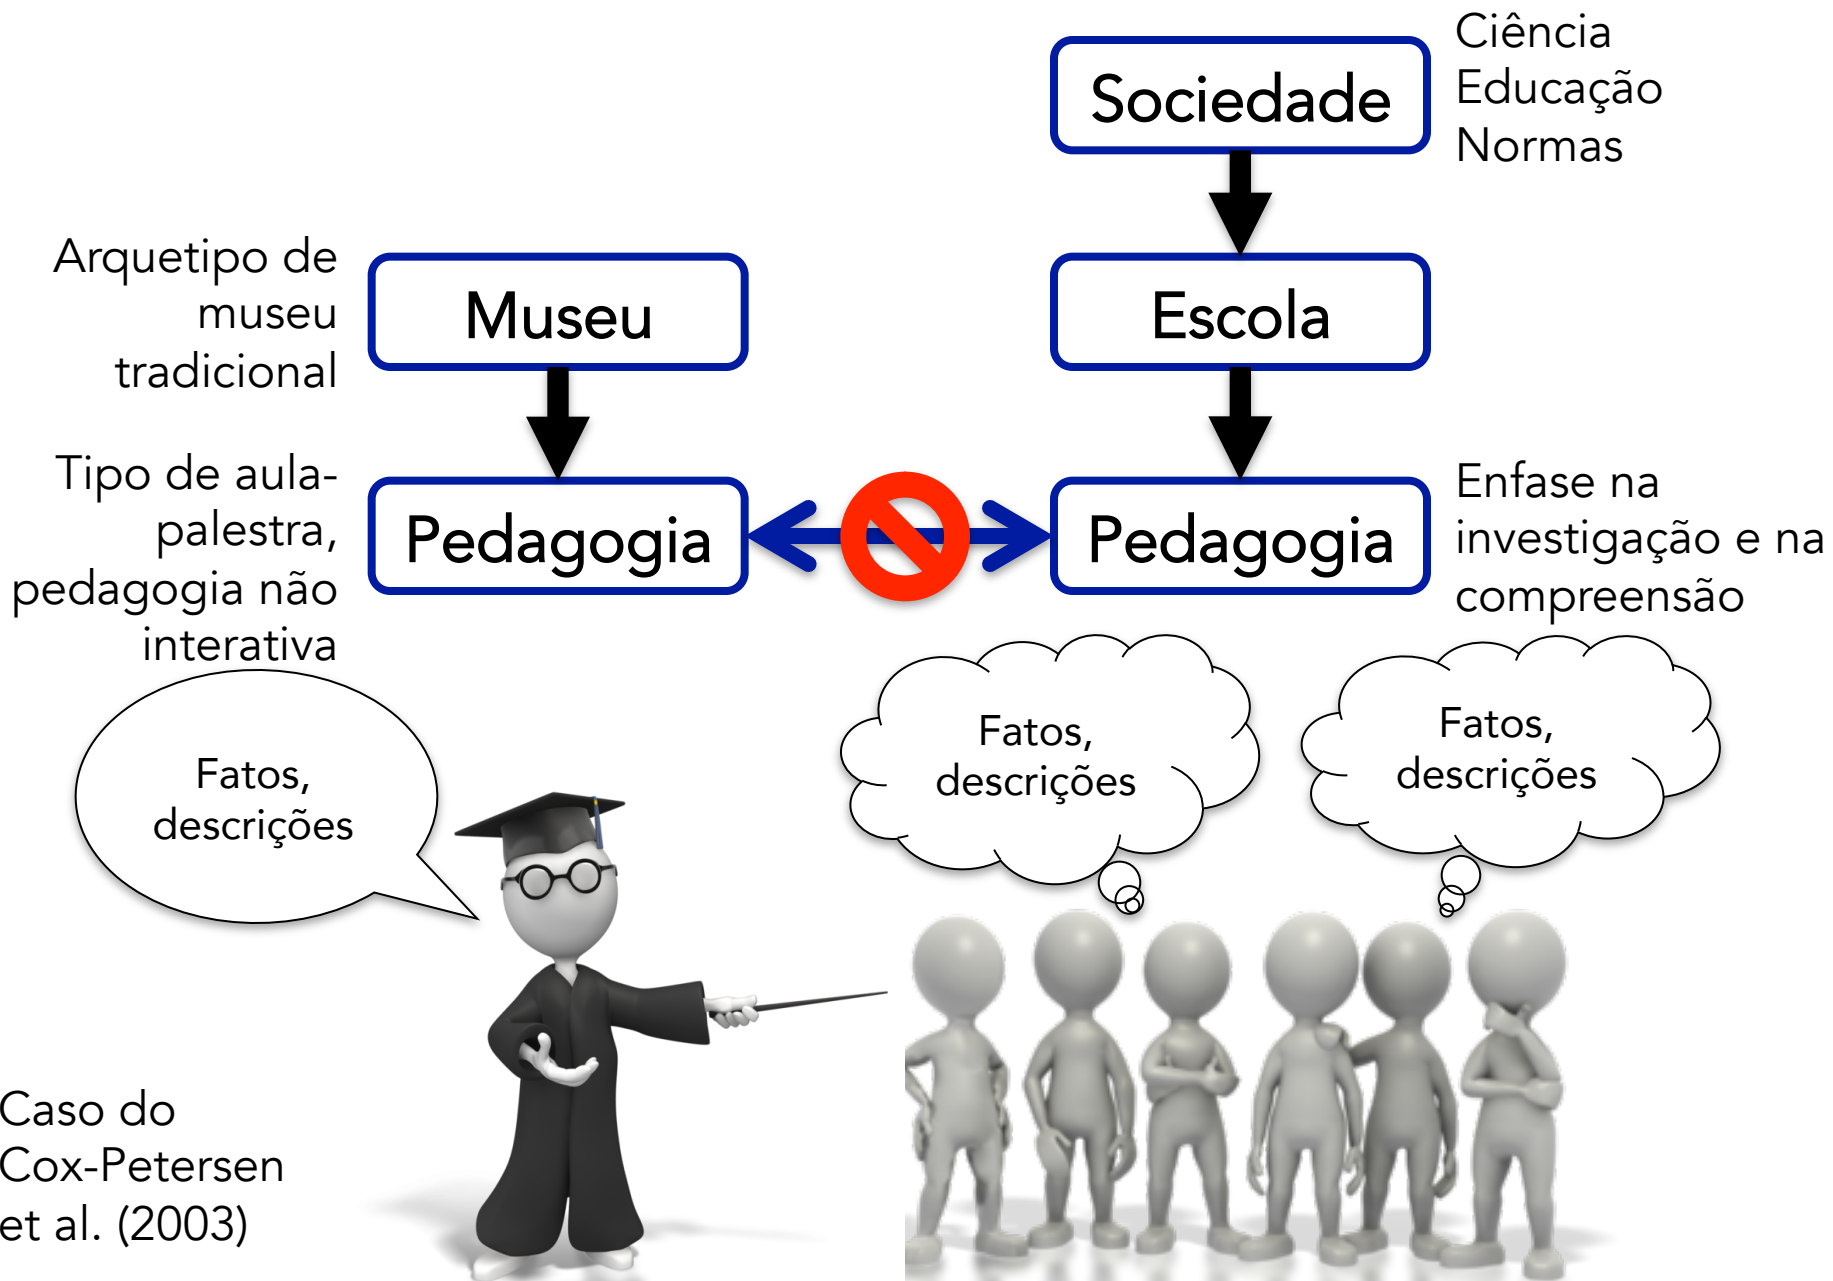 Sociedade
Ciência
Educação
Normas
Arquetipo de
museu
tradicional
Museu
Escola
Tipo de aula-
palestra,
pedagogia não
interativa
Pedagogia
Pedagogia
Enfase na
investigação e na
compreensão
Fatos,
descrições
Fatos,
descrições
Fatos,
descrições
Caso do
Cox-Petersen
et al. (2003)